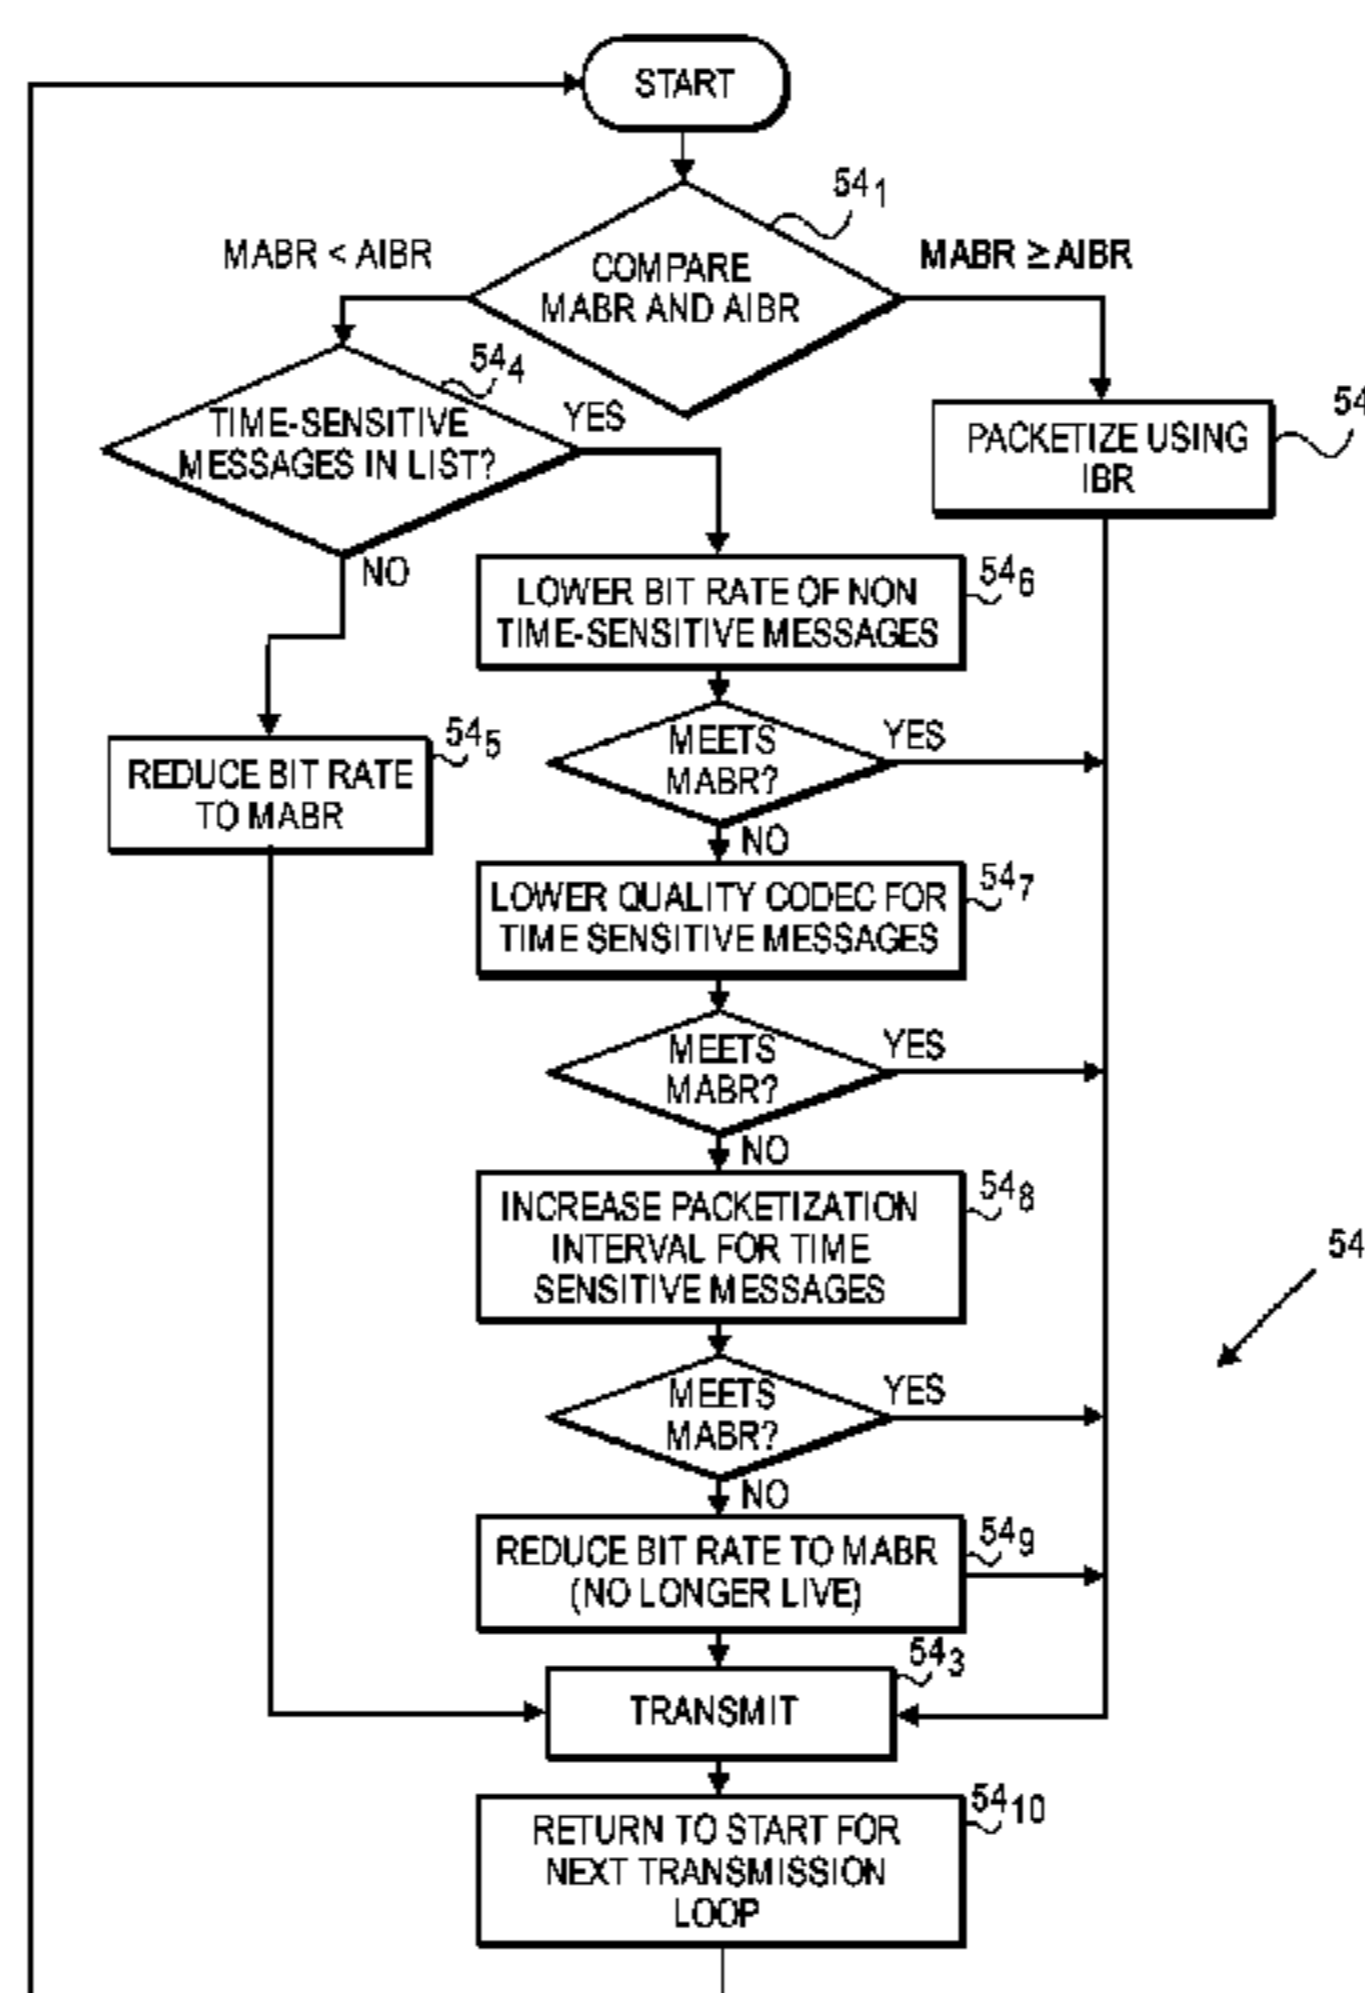 START
54₁
MABR < AIBR
MABR ≥ AIBR
COMPARE
MABR AND AIBR
54₄
TIME-SENSITIVE
MESSAGES IN LIST?
YES
54
PACKETIZE USING
IBR
NO
LOWER BIT RATE OF NON
TIME-SENSITIVE MESSAGES
54₆
MEETS
MABR?
YES
54₅
REDUCE BIT RATE
TO MABR
NO
LOWER QUALITY CODEC FOR
TIME SENSITIVE MESSAGES
54₇
MEETS
MABR?
YES
NO
INCREASE PACKETIZATION
INTERVAL FOR TIME
SENSITIVE MESSAGES
54₈
54
MEETS
MABR?
YES
NO
REDUCE BIT RATE TO MABR
(NO LONGER LIVE)
54₉
54₃
TRANSMIT
RETURN TO START FOR
NEXT TRANSMISSION
LOOP
54₁₀